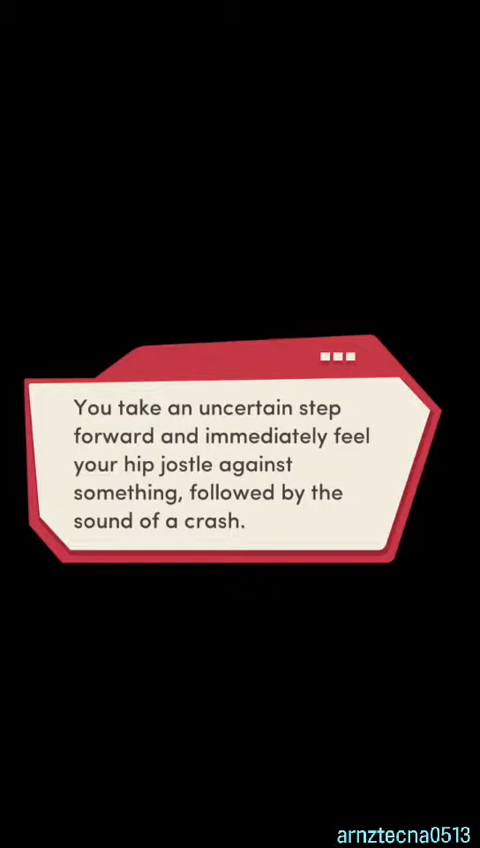 You take an uncertain step
forward and immediately feel
your hip jostle against
something, followed by the
sound of a crash.
arnztecna0513